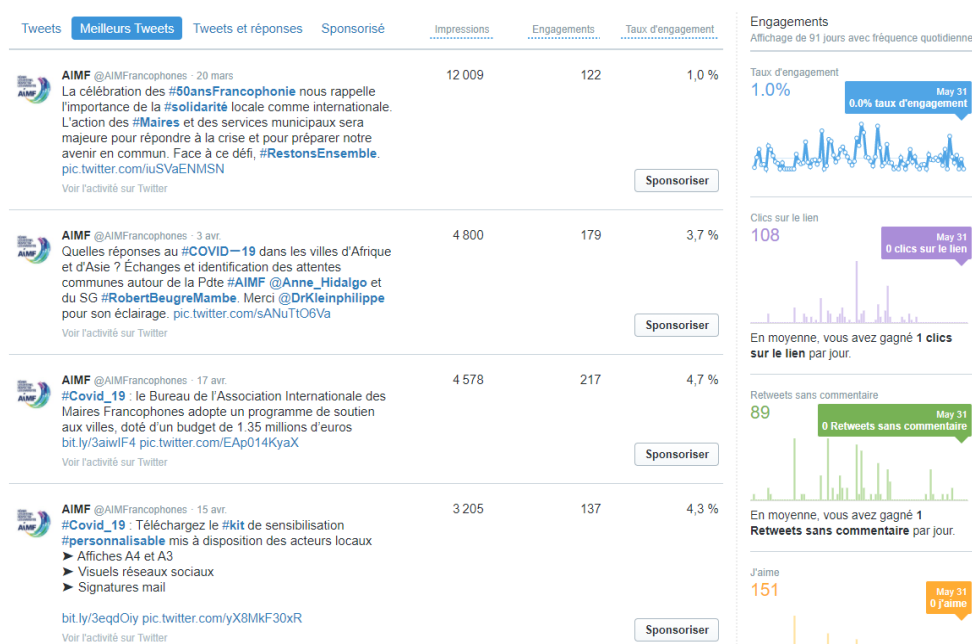 Tweets Meilleurs Tweets Tweets et réponses Sponsorisé Impressions Engagements Taux d'engagement
AIMF @AIMFrancophones · 20 mars 12 009 122 1,0 %
La célébration des #50ansFrancophonie nous rappelle
l'importance de la #solidarité locale comme internationale.
L'action des #Maires et des services municipaux sera
majeure pour répondre à la crise et pour préparer notre
avenir en commun. Face à ce défi, #RestonsEnsemble.
pic.twitter.com/iuSVaENMSN
Voir l'activité sur Twitter
Sponsoriser
AIMF @AIMFrancophones · 3 avr. 4 800 179 3,7 %
Quelles réponses au #COVID—19 dans les villes d'Afrique
et d'Asie ? Échanges et identification des attentes
communes autour de la Pdte #AIMF @Anne_Hidalgo et
du SG #RobertBeugreMambe. Merci @DrKleinphilippe
pour son éclairage. pic.twitter.com/sANuTtO6Va
Voir l'activité sur Twitter
Sponsoriser
AIMF @AIMFrancophones · 17 avr. 4 578 217 4,7 %
#Covid_19 : le Bureau de l'Association Internationale des
Maires Francophones adopte un programme de soutien
aux villes, doté d'un budget de 1.35 millions d'euros
bit.ly/3aiwIF4 pic.twitter.com/EAp014KyaX
Voir l'activité sur Twitter
Sponsoriser
AIMF @AIMFrancophones · 15 avr. 3 205 137 4,3 %
#Covid_19 : Téléchargez le #kit de sensibilisation
#personnalisable mis à disposition des acteurs locaux
➤ Affiches A4 et A3
➤ Visuels réseaux sociaux
➤ Signatures mail
bit.ly/3eqdOiy pic.twitter.com/yX8MkF30xR
Voir l'activité sur Twitter
Sponsoriser
Engagements
Affichage de 91 jours avec fréquence quotidienne
Taux d'engagement
1.0%
May 31
0.0% taux d'engagement
Clics sur le lien
108
May 31
0 clics sur le lien
En moyenne, vous avez gagné 1 clics
sur le lien par jour.
Retweets sans commentaire
89
May 31
0 Retweets sans commentaire
En moyenne, vous avez gagné 1
Retweets sans commentaire par jour.
J'aime
151
May 31
0 j'aime